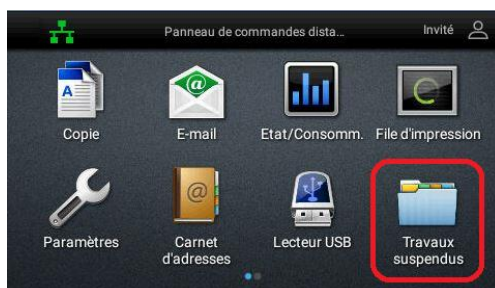 Panneau de commandes dista... Invité
Copie E-mail Etat/Consomm. File d'impression
Paramètres Carnet d'adresses Lecteur USB Travaux suspendus